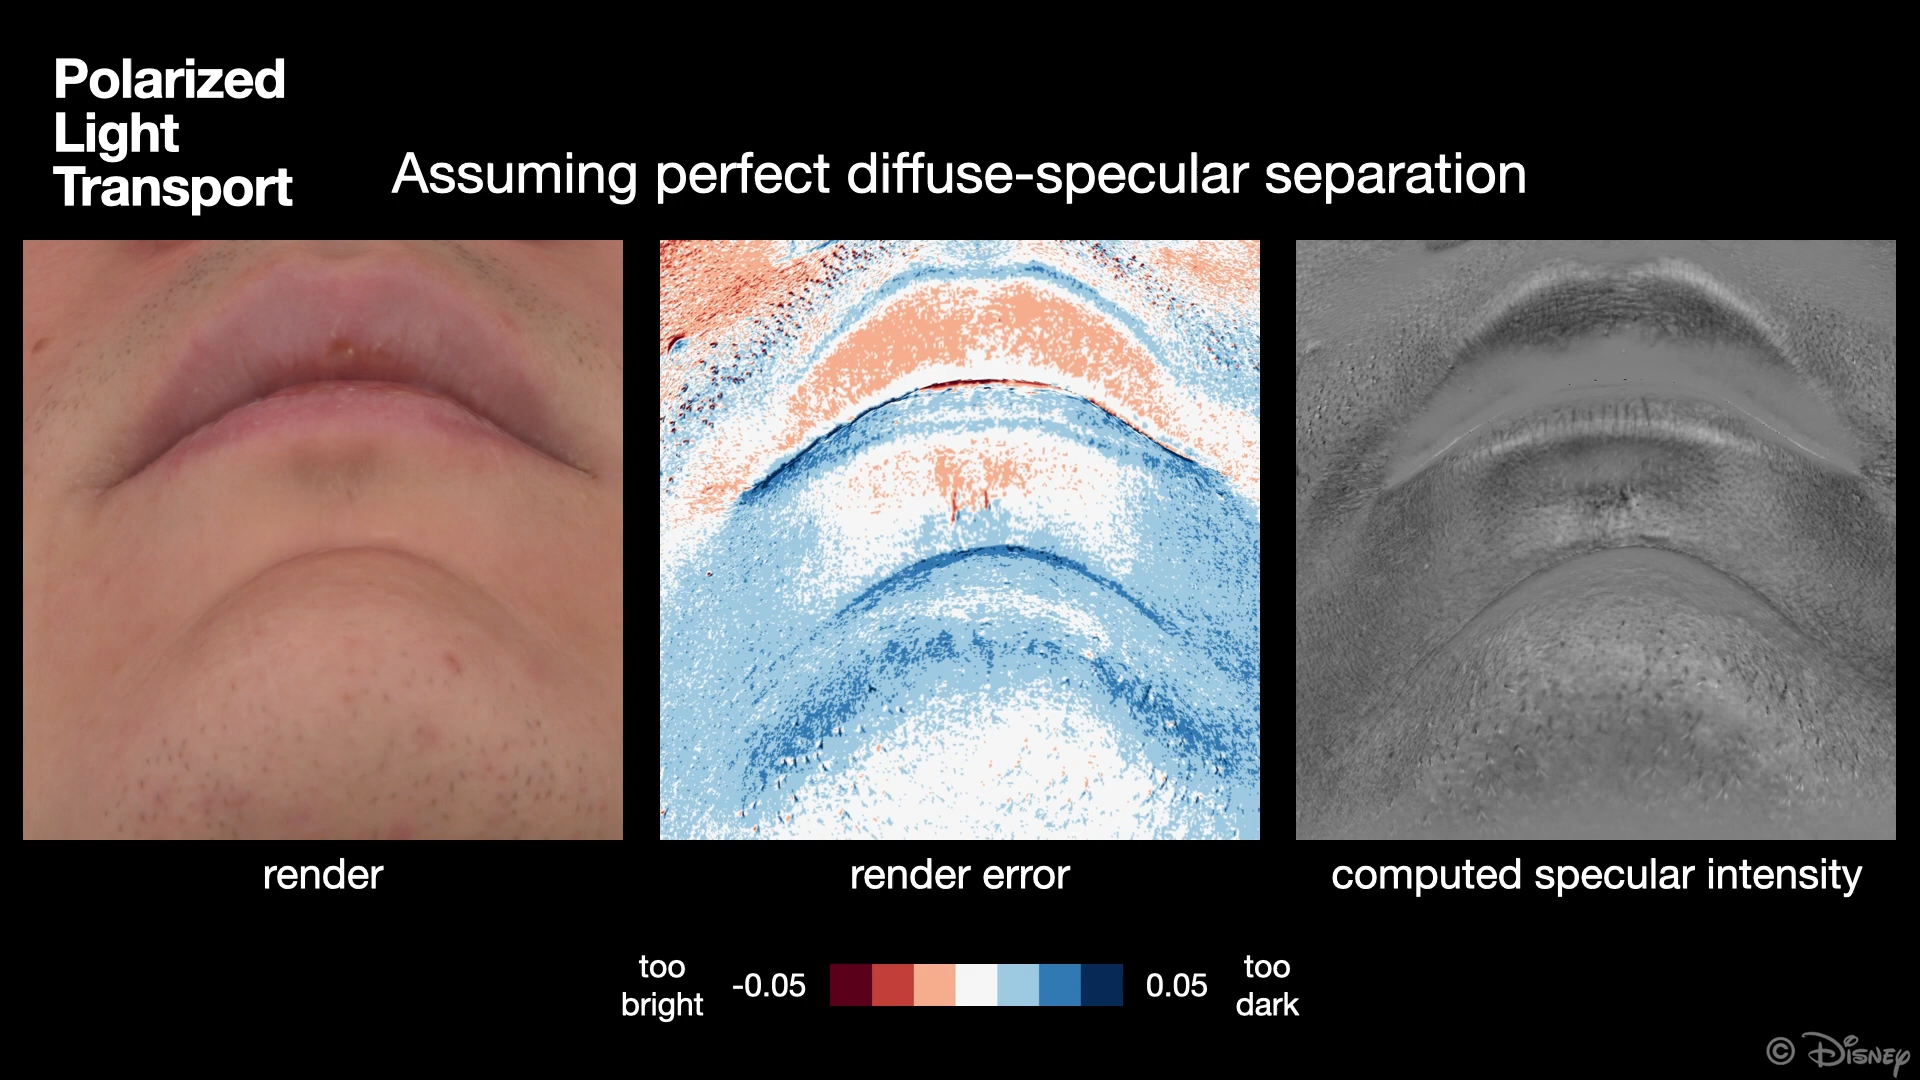 Polarized
Light
Transport
Assuming perfect diffuse-specular separation
render
render error
computed specular intensity
too
bright
-0.05
0.05
too
dark
© Disney